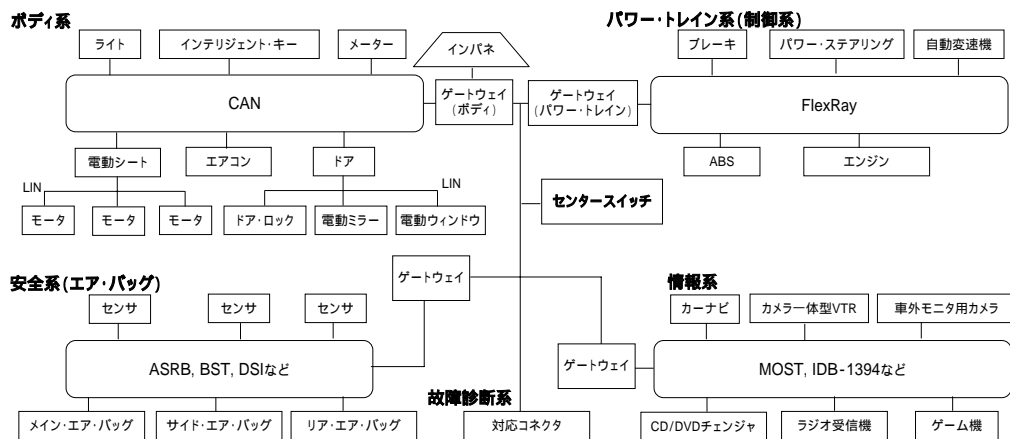 ボディ系
パワー・トレイン系(制御系)
ライト
インテリジェント・キー
メーター
インパネ
ブレーキ
パワー・ステアリング
自動変速機
CAN
ゲートウェイ
(ボディ)
ゲートウェイ
(パワー・トレイン)
FlexRay
電動シート
エアコン
ドア
ABS
エンジン
LIN
LIN
モータ
モータ
モータ
ドア・ロック
電動ミラー
電動ウィンドウ
センタースイッチ
安全系(エア・バッグ)
ゲートウェイ
情報系
センサ
センサ
センサ
カーナビ
カメラ一体型VTR
車外モニタ用カメラ
ASRB, BST, DSIなど
ゲートウェイ
MOST, IDB-1394など
故障診断系
メイン・エア・バッグ
サイド・エア・バッグ
リア・エア・バッグ
対応コネクタ
CD/DVDチェンジャ
ラジオ受信機
ゲーム機